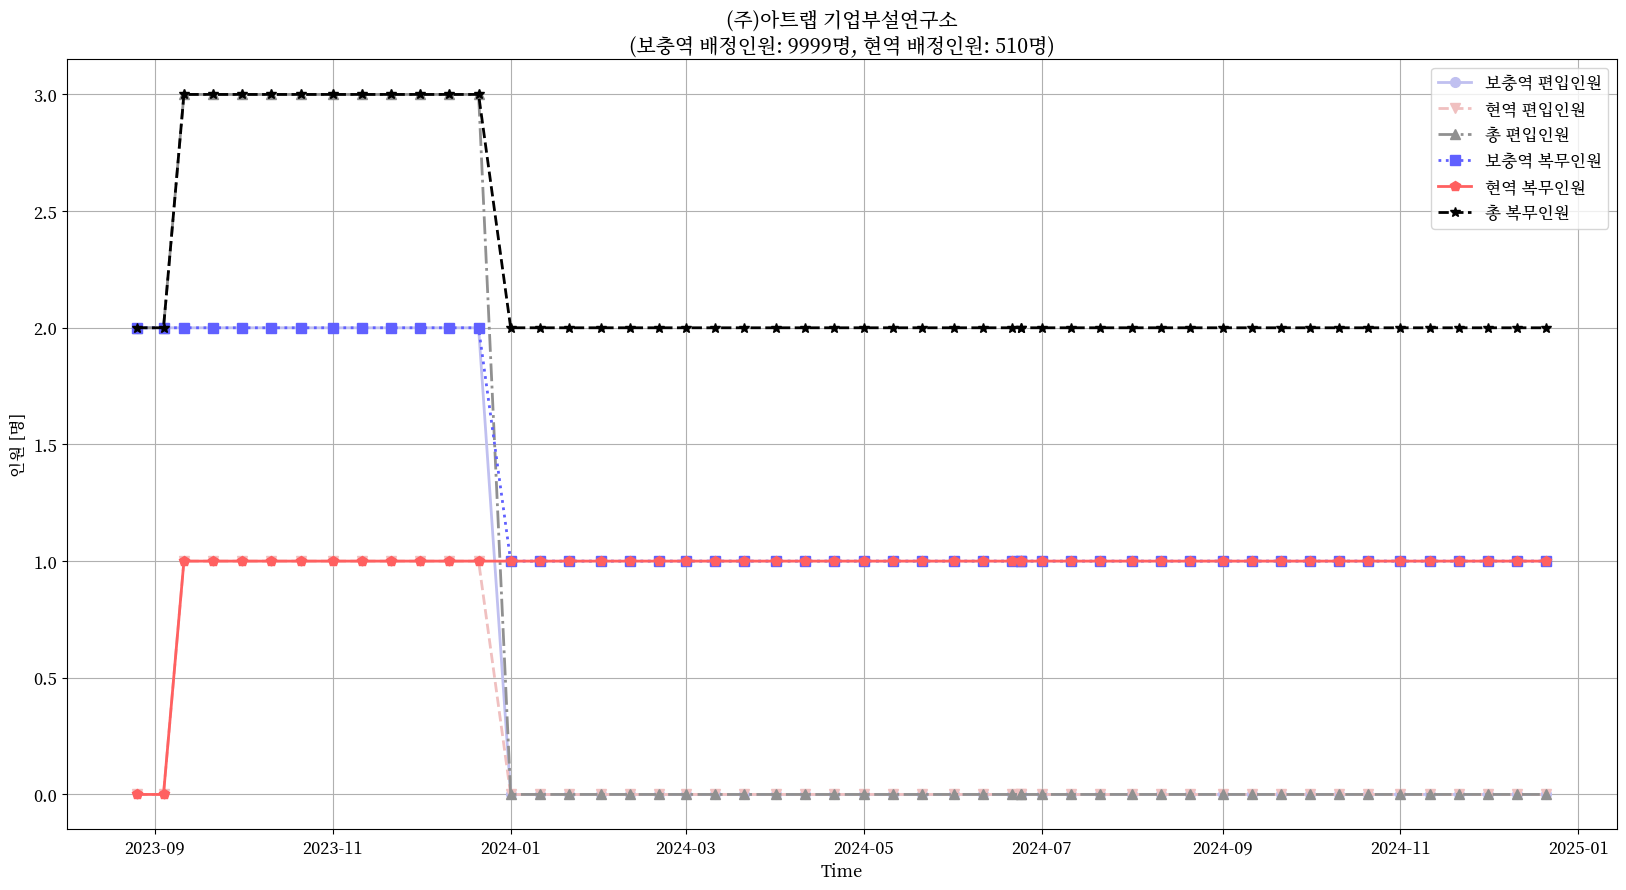 (주)아트랩 기업부설연구소
(보충역 배정인원: 9999명, 현역 배정인원: 510명)
보충역 편입인원
현역 편입인원
총 편입인원
보충역 복무인원
현역 복무인원
총 복무인원
인원 [명]
3.0
2.5
2.0
1.5
1.0
0.5
0.0
2023-09 2023-11 2024-01 2024-03 2024-05 2024-07 2024-09 2024-11 2025-01
Time